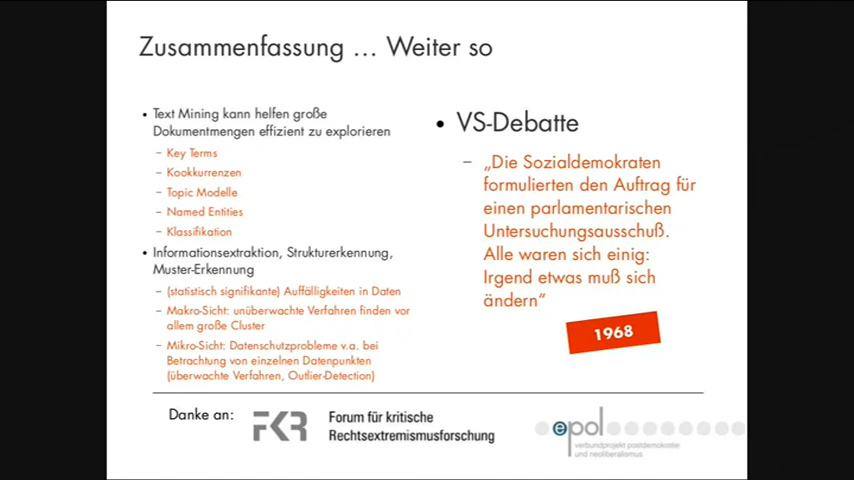 Zusammenfassung … Weiter so
• Text Mining kann helfen große
Dokumentmengen effizient zu explorieren
– Key Terms
– Kookkurrenzen
– Topic Modelle
– Named Entities
– Klassifikation
• Informationsextraktion, Strukturerkennung,
Muster-Erkennung
– (statistisch signifikante) Auffälligkeiten in Daten
– Makro-Sicht: unüberwachte Verfahren finden vor
allem große Cluster
– Mikro-Sicht: Datenschutzprobleme v.a. bei
Betrachtung von einzelnen Datenpunkten
(überwachte Verfahren, Outlier-Detection)
• VS-Debatte
– „Die Sozialdemokraten
formulierten den Auftrag für
einen parlamentarischen
Untersuchungsausschuß.
Alle waren sich einig:
Irgend etwas muß sich
ändern“
1968
Danke an:
FKR
Forum für kritische
Rechtsextremismusforschung
epol
verbundprojekt postdemokratie
und neoliberalismus